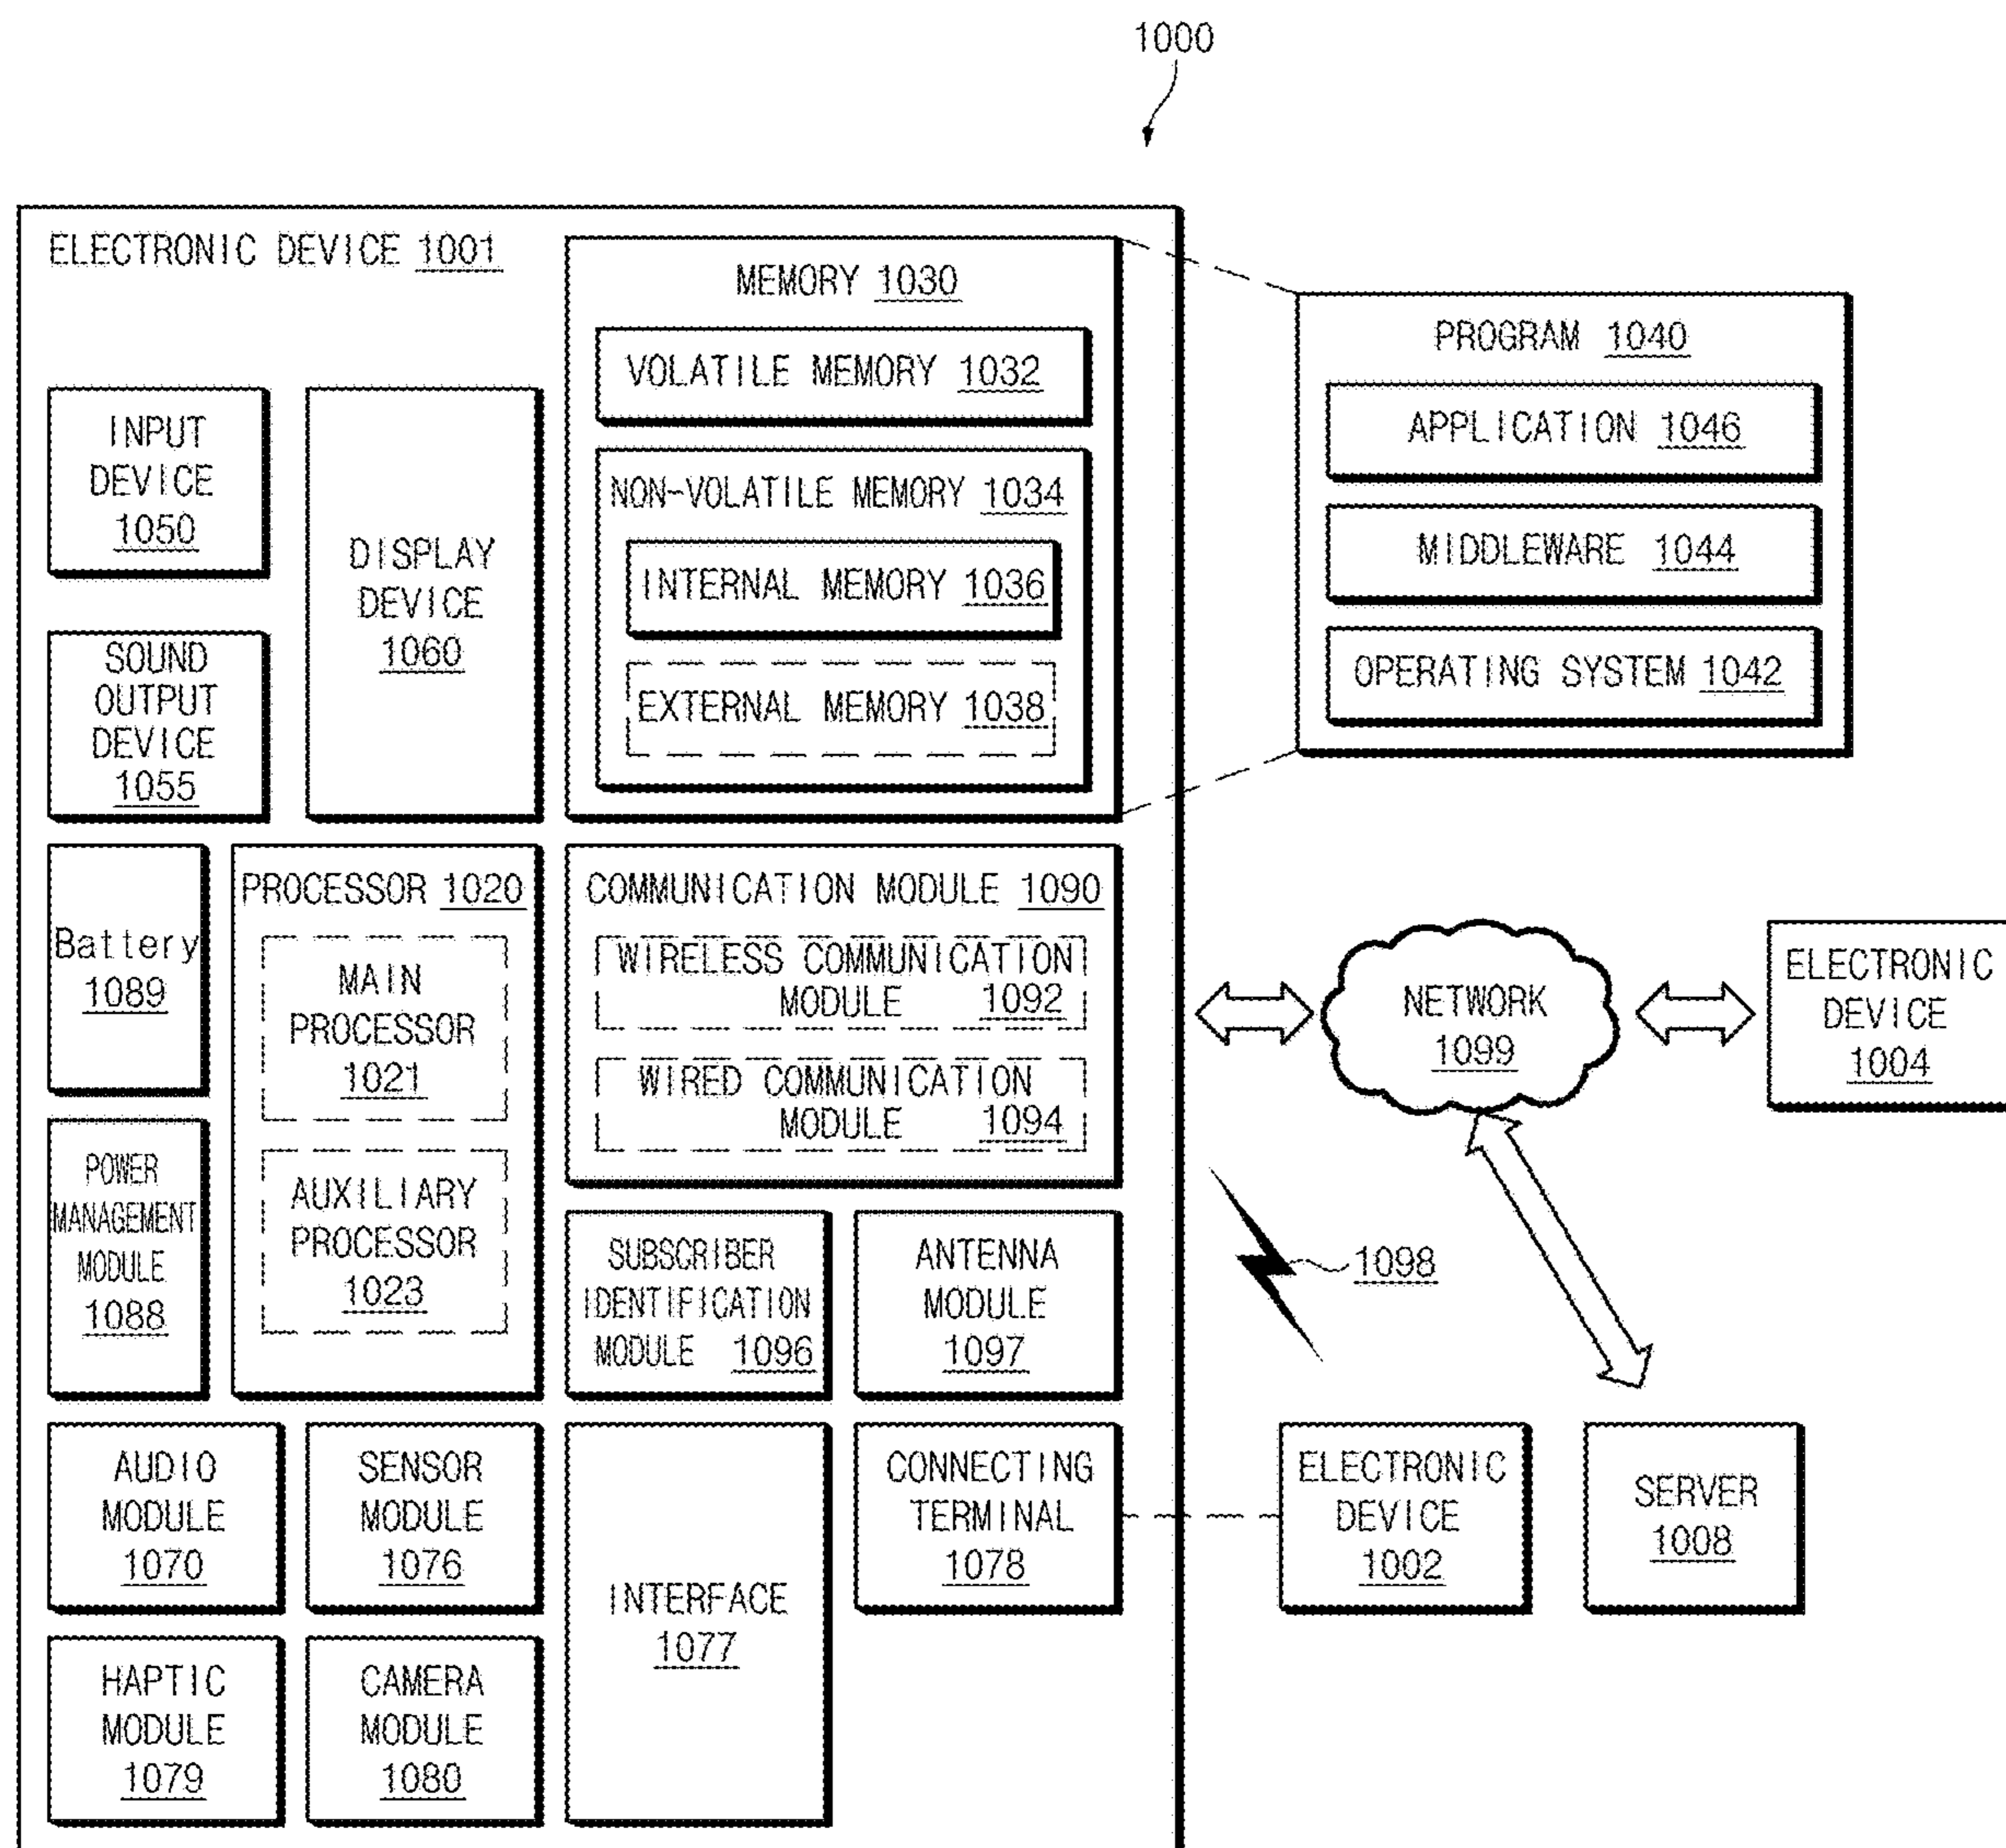 1000
ELECTRONIC DEVICE 1001
MEMORY 1030
VOLATILE MEMORY 1032
NON-VOLATILE MEMORY 1034
INTERNAL MEMORY 1036
EXTERNAL MEMORY 1038
PROGRAM 1040
APPLICATION 1046
MIDDLEWARE 1044
OPERATING SYSTEM 1042
INPUT
DEVICE
1050
DISPLAY
DEVICE
1060
SOUND
OUTPUT
DEVICE
1055
Battery
1089
PROCESSOR 1020
MAIN
PROCESSOR
1021
AUXILIARY
PROCESSOR
1023
COMMUNICATION MODULE 1090
WIRELESS COMMUNICATION
MODULE 1092
WIRED COMMUNICATION
MODULE 1094
NETWORK
1099
ELECTRONIC
DEVICE
1004
POWER
MANAGEMENT
MODULE
1088
SUBSCRIBER
IDENTIFICATION
MODULE 1096
ANTENNA
MODULE
1097
1098
AUDIO
MODULE
1070
SENSOR
MODULE
1076
INTERFACE
1077
CONNECTING
TERMINAL
1078
ELECTRONIC
DEVICE
1002
SERVER
1008
HAPTIC
MODULE
1079
CAMERA
MODULE
1080